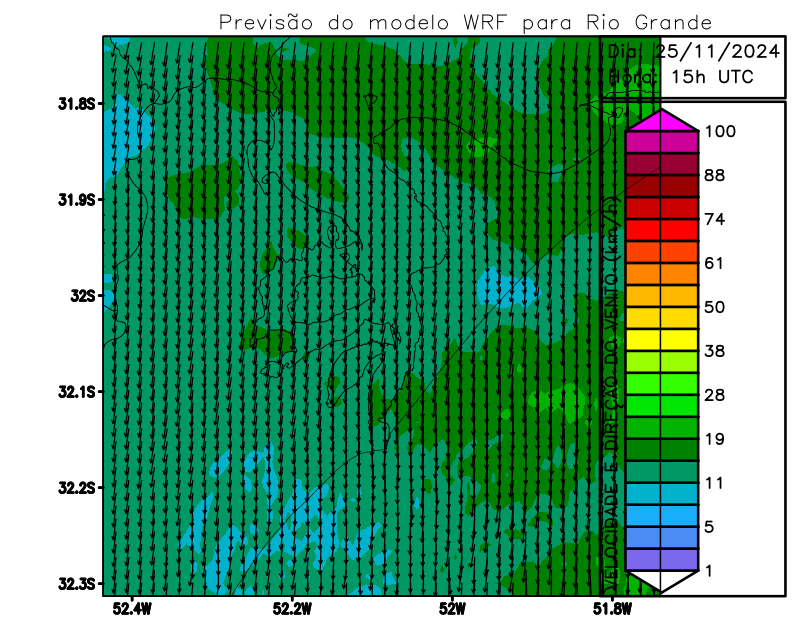 Previsão do modelo WRF para Rio Grande
Dia: 25/11/2024
Hora: 15h UTC
VELOCIDADE E DIREÇÃO DO VENTO (km/h)
100
88
74
61
50
38
28
19
11
5
1
31.8S
31.9S
32S
32.1S
32.2S
32.3S
52.4W
52.2W
52W
51.8W